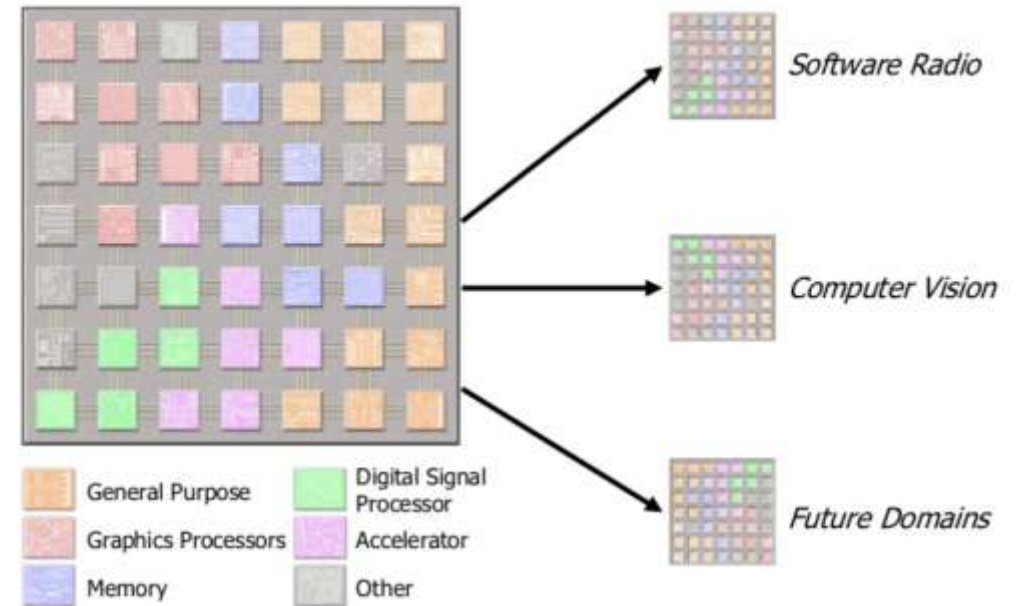 Software Radio
Computer Vision
Future Domains
General Purpose
Graphics Processors
Memory
Digital Signal
Processor
Accelerator
Other